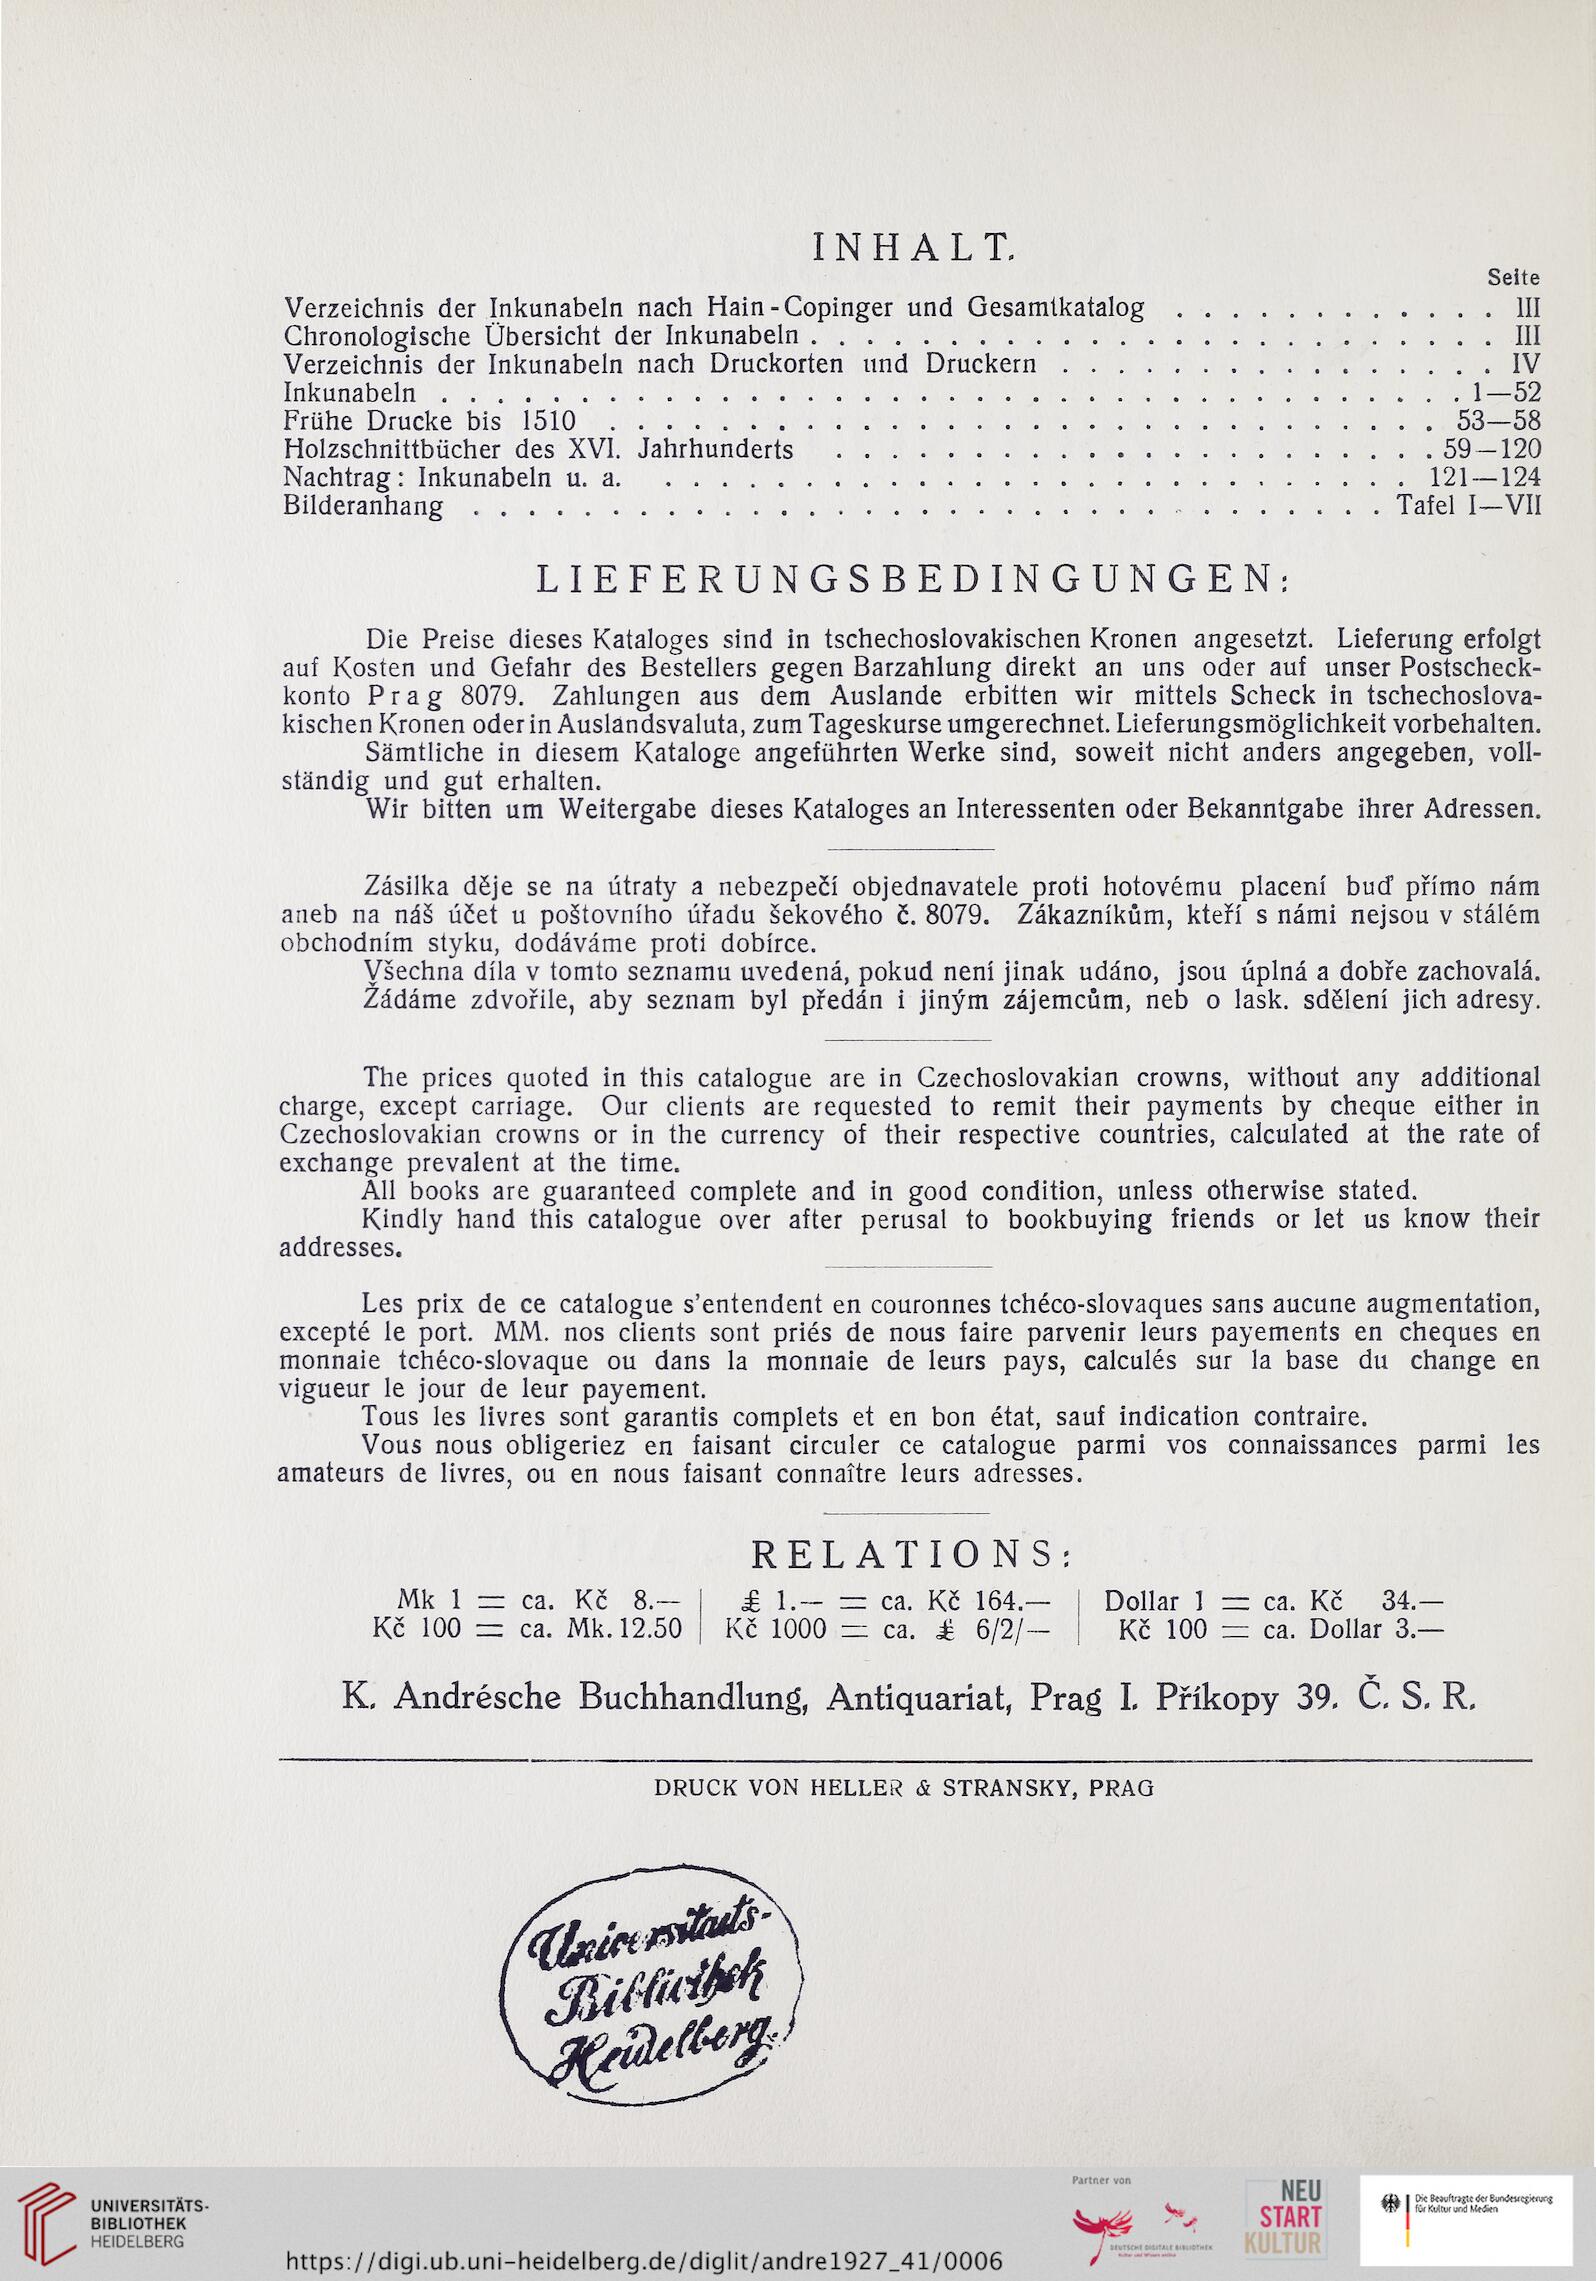 INHALT.
Seite
Verzeichnis der Inkunabeln nach Hain-Copinger und Gesamtkatalog . . . . . . . . . . . . III
Chronologische Übersicht der Inkunabeln . . . . . . . . . . . . . . . . . . . . . . . . . III
Verzeichnis der Inkunabeln nach Druckorten und Druckern . . . . . . . . . . . . . . . . IV
Inkunabeln . . . . . . . . . . . . . . . . . . . . . . . . . . . . . . . . . . . . . 1—52
Frühe Drucke bis 1510 . . . . . . . . . . . . . . . . . . . . . . . . . . . . . . 53—58
Holzschnittbücher des XVI. Jahrhunderts . . . . . . . . . . . . . . . . . . . . . . 59—120
Nachtrag: Inkunabeln u. a. . . . . . . . . . . . . . . . . . . . . . . . . . . . 121—124
Bilderanhang . . . . . . . . . . . . . . . . . . . . . . . . . . . . . . . . . Tafel I—VII
LIEFERUNGSBEDINGUNGEN:
Die Preise dieses Kataloges sind in tschechoslovakischen Kronen angesetzt. Lieferung erfolgt
auf Kosten und Gefahr des Bestellers gegen Barzahlung direkt an uns oder auf unser Postscheck-
konto Prag 8079. Zahlungen aus dem Auslande erbitten wir mittels Scheck in tschechoslova-
kischen Kronen oder in Auslandsvaluta, zum Tageskurse umgerechnet. Lieferungsmöglichkeit vorbehalten.
Sämtliche in diesem Kataloge angeführten Werke sind, soweit nicht anders angegeben, voll-
ständig und gut erhalten.
Wir bitten um Weitergabe dieses Kataloges an Interessenten oder Bekanntgabe ihrer Adressen.
Zásilka děje se na útraty a nebezpečí objednavatele proti hotovému placení buď přímo nám
aneb na náš účet u poštovního úřadu šekového č. 8079. Zákazníkům, kteří s námi nejsou v stálém
obchodním styku, dodáváme proti dobírce.
Všechna díla v tomto seznamu uvedená, pokud není jinak udáno, jsou úplná a dobře zachovalá.
Žádáme zdvořile, aby seznam byl předán i jiným zájemcům, neb o lask. sdělení jich adresy.
The prices quoted in this catalogue are in Czechoslovakian crowns, without any additional
charge, except carriage. Our clients are requested to remit their payments by cheque either in
Czechoslovakian crowns or in the currency of their respective countries, calculated at the rate of
exchange prevalent at the time.
All books are guaranteed complete and in good condition, unless otherwise stated.
Kindly hand this catalogue over after perusal to bookbuying friends or let us know their
addresses.
Les prix de ce catalogue s'entendent en couronnes tchéco-slovaques sans aucune augmentation,
excepté le port. MM. nos clients sont priés de nous faire parvenir leurs payements en cheques en
monnaie tchéco-slovaque ou dans la monnaie de leurs pays, calculés sur la base du change en
vigueur le jour de leur payement.
Tous les livres sont garantis complets et en bon état, sauf indication contraire.
Vous nous obligeriez en faisant circuler ce catalogue parmi vos connaissances parmi les
amateurs de livres, ou en nous faisant connaître leurs adresses.
RELATIONS:
Mk 1 = ca. Kč 8.— | £ 1.— = ca. Kč 164.— | Dollar 1 = ca. Kč 34.—
Kč 100 = ca. Mk. 12.50 | Kč 1000 = ca. £ 6/2/— | Kč 100 = ca. Dollar 3.—
K. Andrésche Buchhandlung, Antiquariat, Prag I. Příkopy 39. Č. S. R.
DRUCK VON HELLER & STRANSKY, PRAG
Universitäts-
Bibliothek
Heidelberg.
UNIVERSITÄTS-
BIBLIOTHEK
HEIDELBERG
https://digi.ub.uni-heidelberg.de/diglit/andre1927_41/0006
Partner von
DEUTSCHE DIGITALE BIBLIOTHEK
Kultur und Wissen online
NEU
START
KULTUR
Die Beauftragte der Bundesregierung
für Kultur und Medien